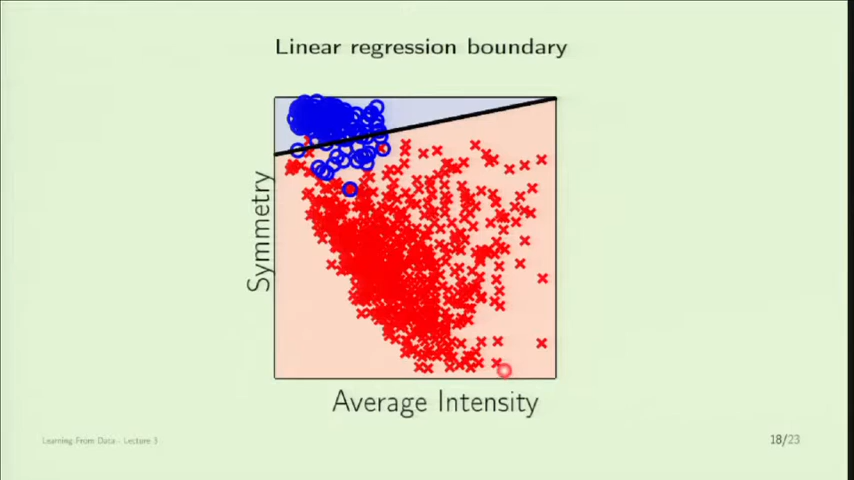 Linear regression boundary
Symmetry
Average Intensity
Learning From Data - Lecture 3
18/23